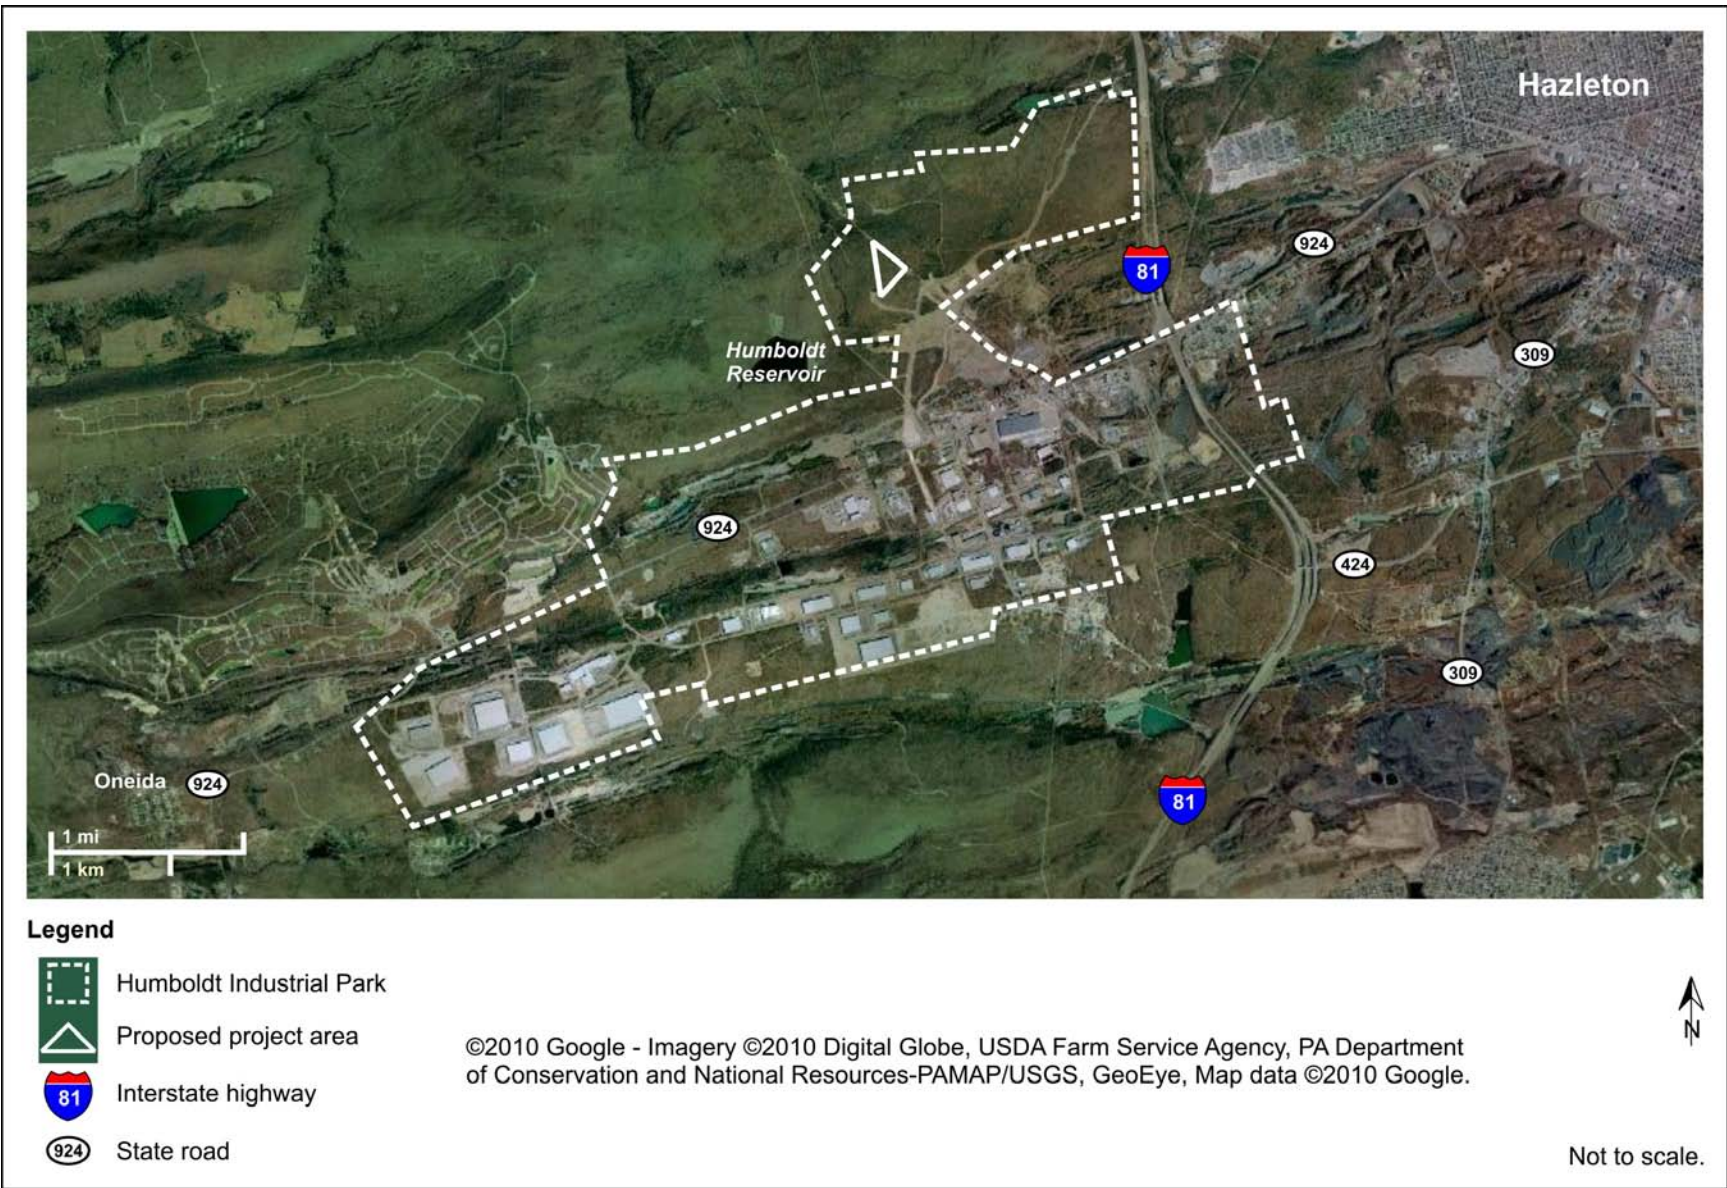 Hazleton
924
81
309
Humboldt
Reservoir
924
424
309
Oneida
924
81
1 mi
1 km
Legend
Humboldt Industrial Park
Proposed project area
81
Interstate highway
924
State road
©2010 Google - Imagery ©2010 Digital Globe, USDA Farm Service Agency, PA Department
of Conservation and National Resources-PAMAP/USGS, GeoEye, Map data ©2010 Google.
N
Not to scale.